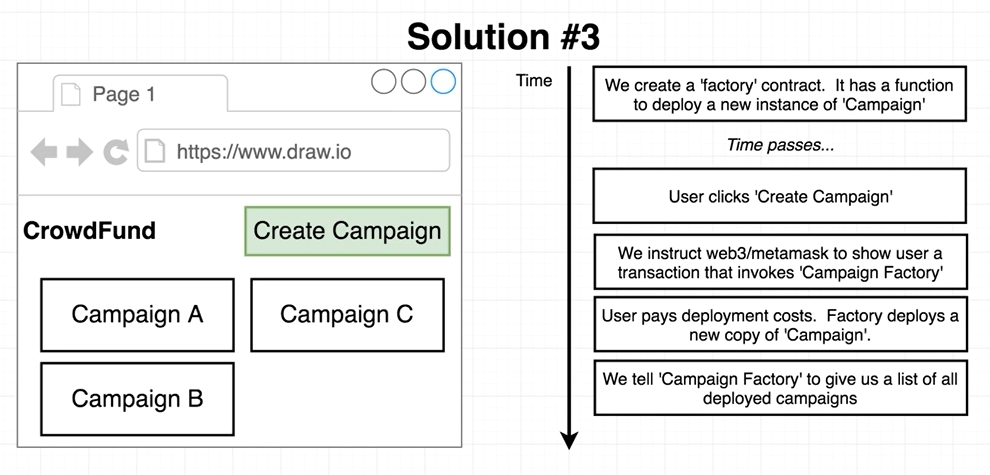 Solution #3
Page 1
https://www.draw.io
CrowdFund
Create Campaign
Campaign A
Campaign C
Campaign B
Time
We create a 'factory' contract.  It has a function
to deploy a new instance of 'Campaign'
Time passes...
User clicks 'Create Campaign'
We instruct web3/metamask to show user a
transaction that invokes 'Campaign Factory'
User pays deployment costs.  Factory deploys a
new copy of 'Campaign'.
We tell 'Campaign Factory' to give us a list of all
deployed campaigns